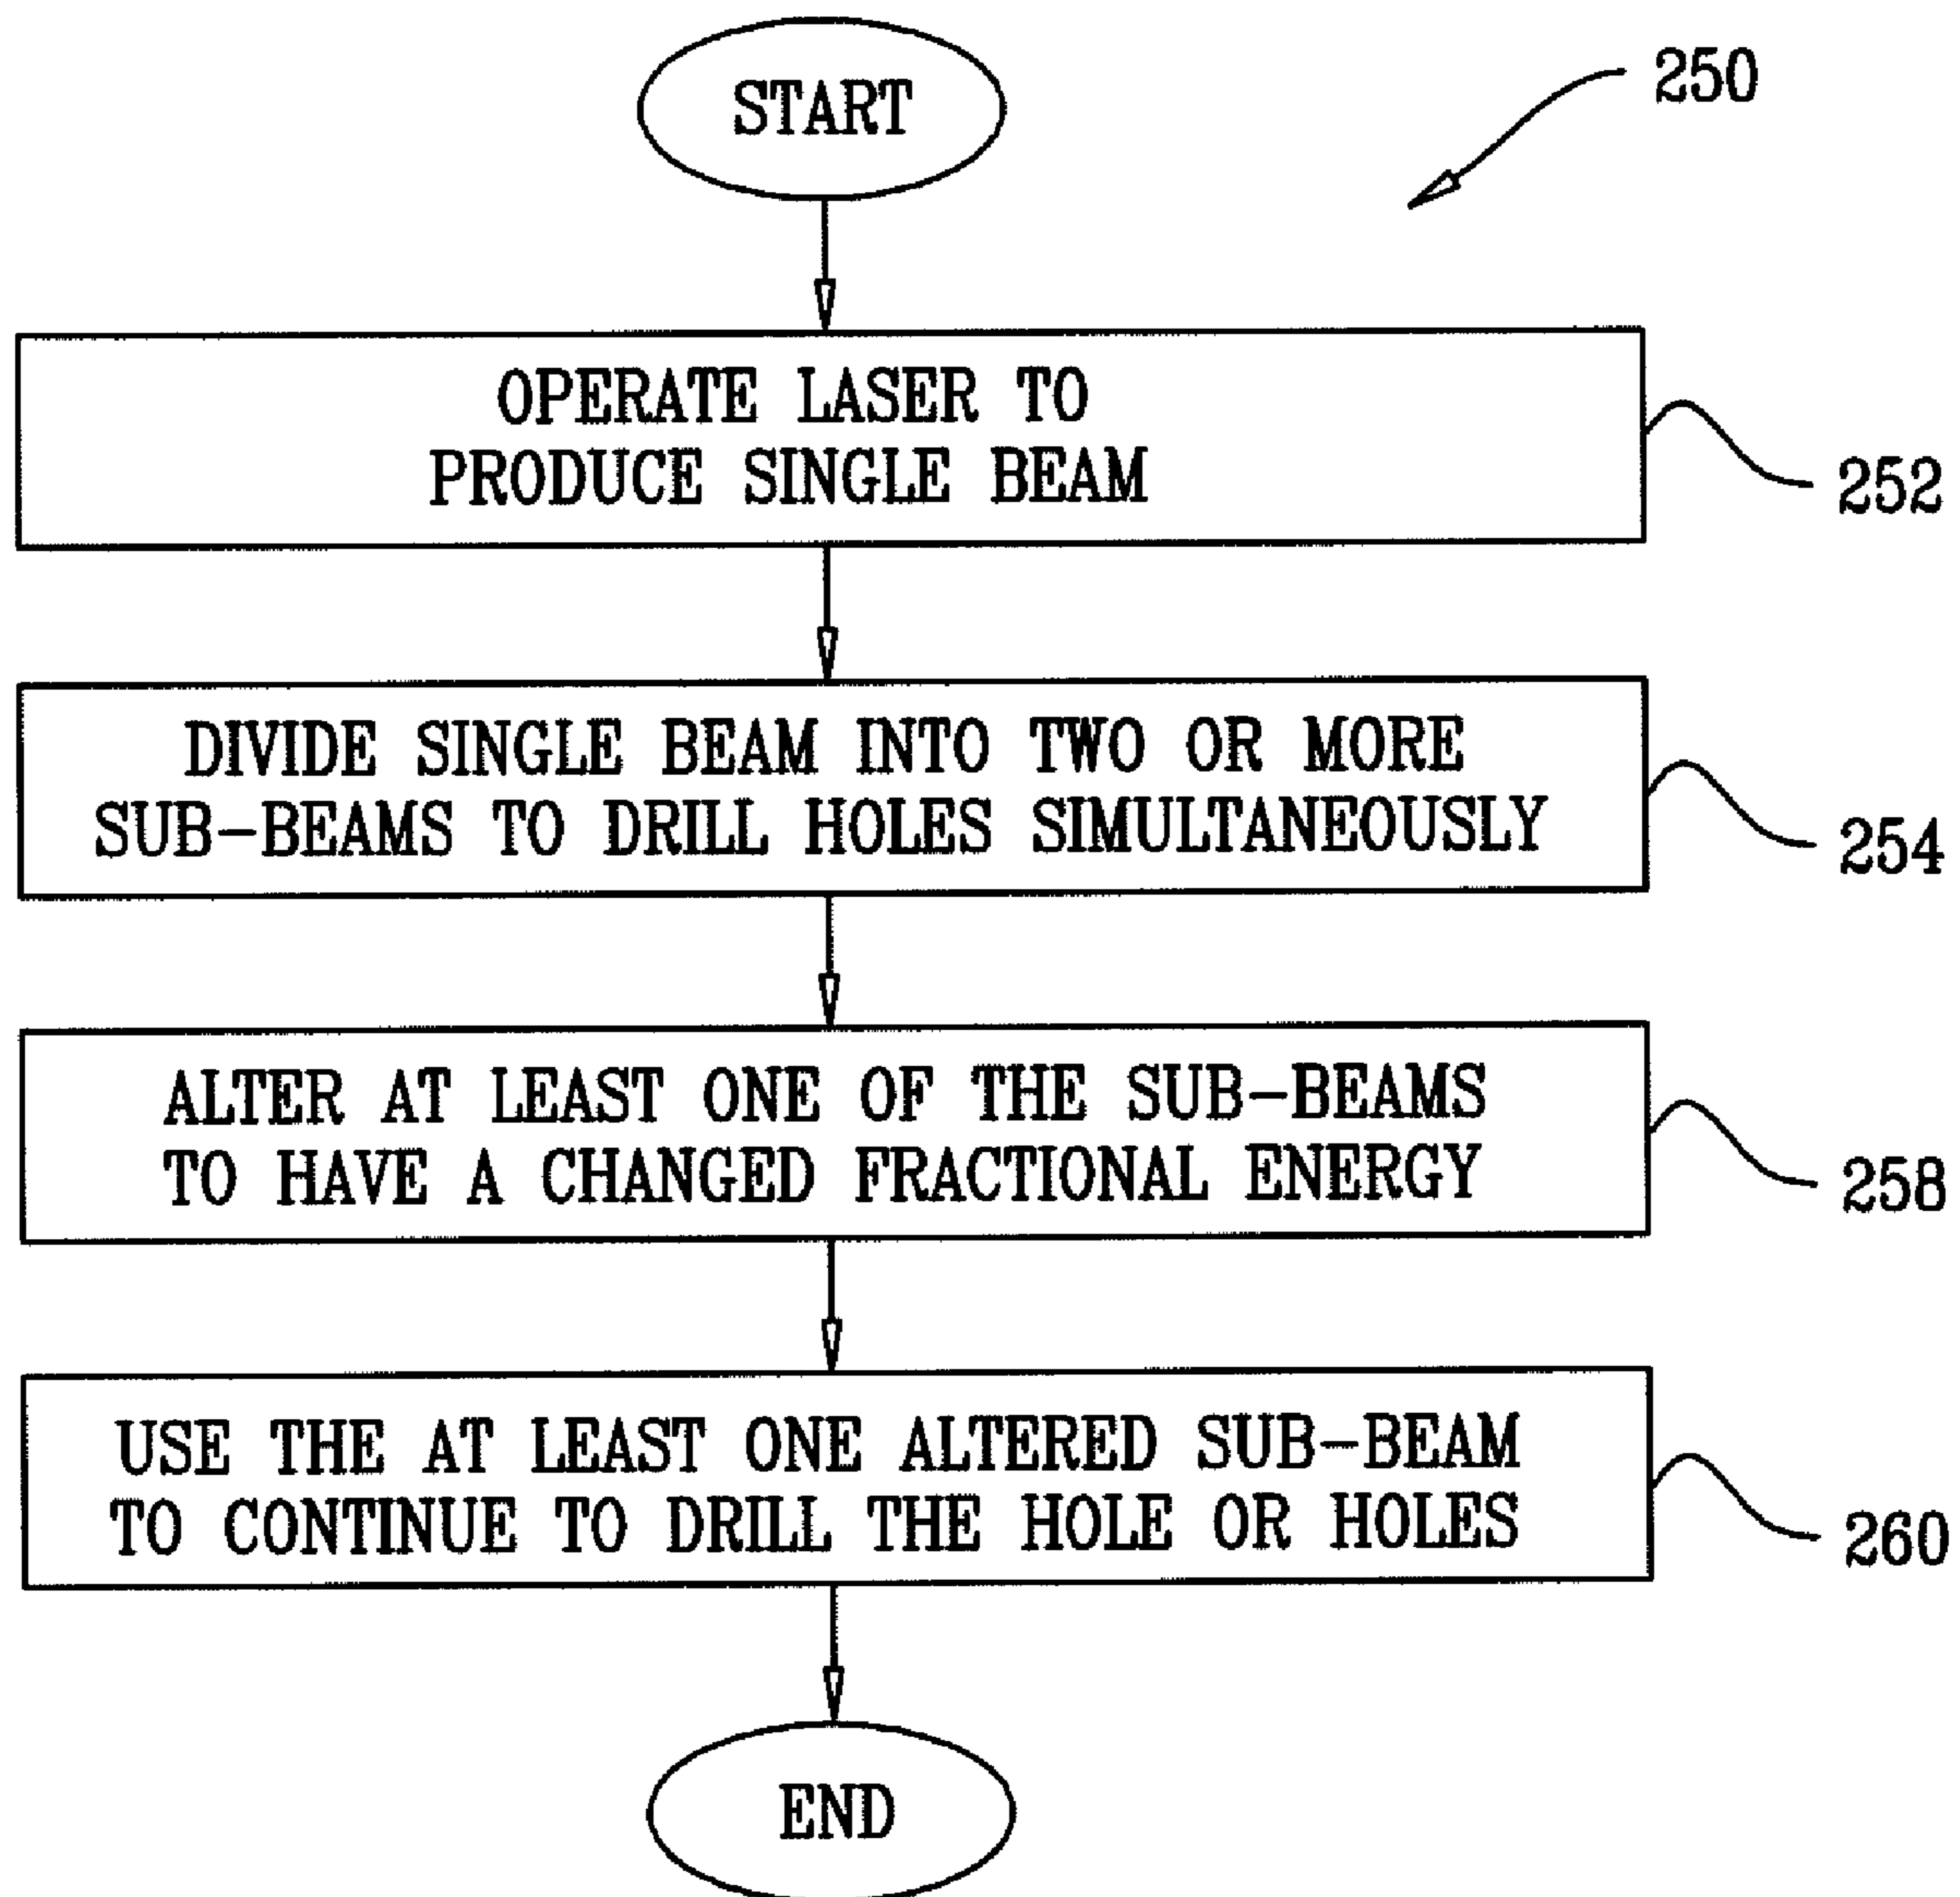 START
250
OPERATE LASER TO
PRODUCE SINGLE BEAM
252
DIVIDE SINGLE BEAM INTO TWO OR MORE
SUB-BEAMS TO DRILL HOLES SIMULTANEOUSLY
254
ALTER AT LEAST ONE OF THE SUB-BEAMS
TO HAVE A CHANGED FRACTIONAL ENERGY
258
USE THE AT LEAST ONE ALTERED SUB-BEAM
TO CONTINUE TO DRILL THE HOLE OR HOLES
260
END